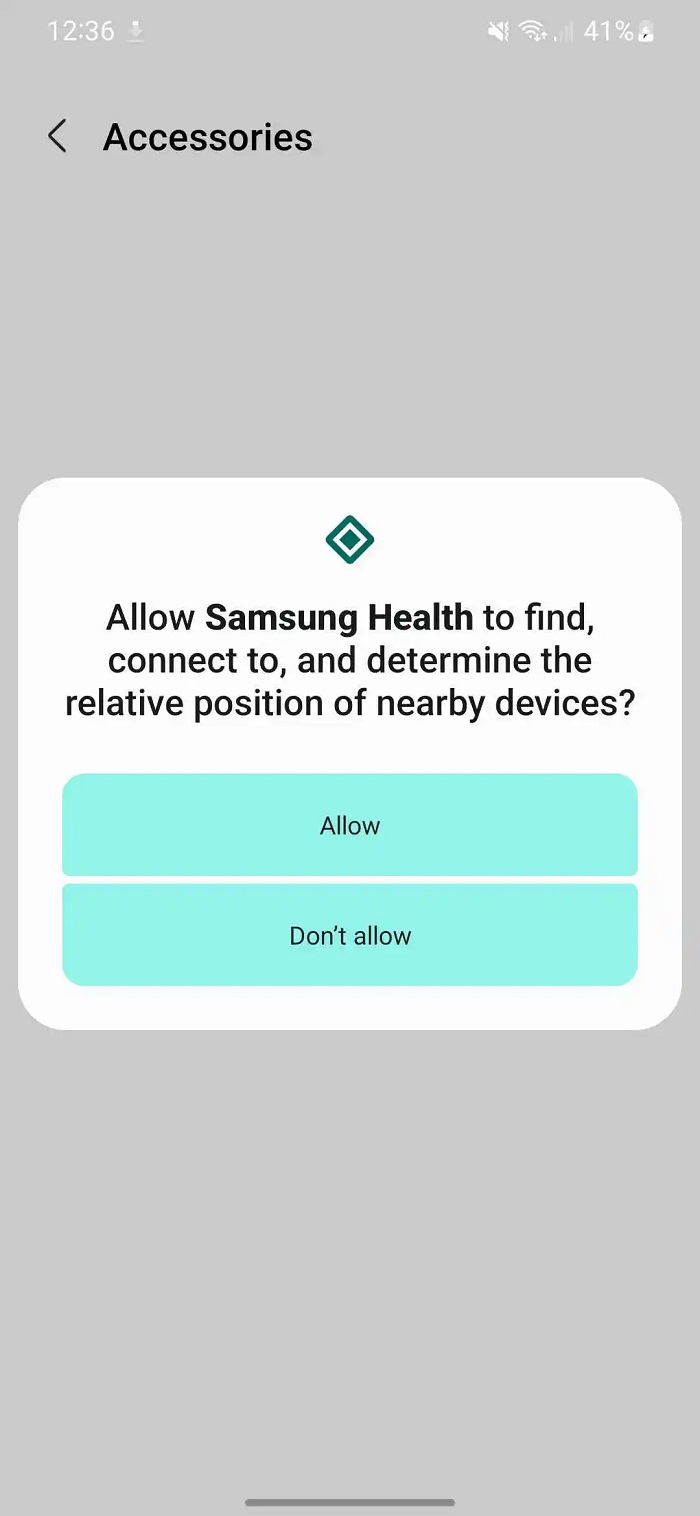 12:36 41%
Accessories
Allow Samsung Health to find,
connect to, and determine the
relative position of nearby devices?
Allow
Don’t allow